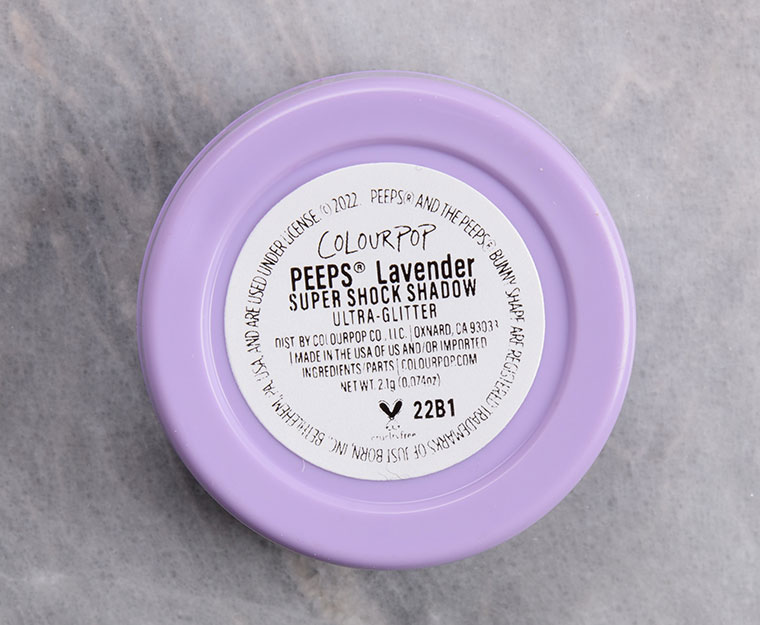 (C) 2022 PEEPS® AND THE PEEPS® BUNNY SHAPE ARE REGISTERED TRADEMARKS OF JUST BORN, INC., BETHLEHEM, PA, USA, AND ARE USED UNDER LICENSE.
COLOURPOP
PEEPS® Lavender
SUPER SHOCK SHADOW
ULTRA-GLITTER
DIST. BY COLOURPOP CO., LLC. | OXNARD, CA 93033
| MADE IN THE USA OF US AND/OR IMPORTED
INGREDIENTS/PARTS | COLOURPOP.COM
NET WT. 2.1g (0.074oz)
22B1
cruelty free